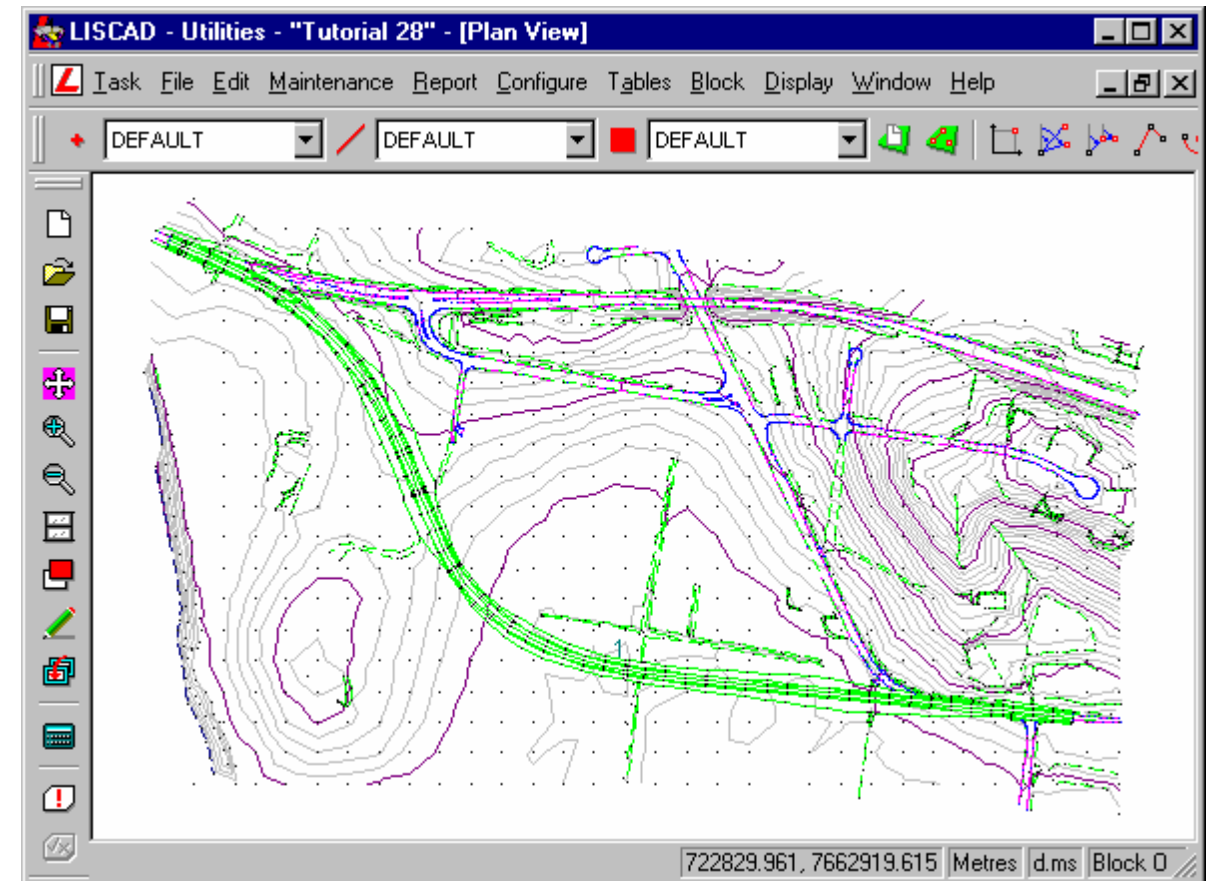 LISCAD - Utilities - "Tutorial 28" - [Plan View]
Task File Edit Maintenance Report Configure Tables Block Display Window Help
DEFAULT DEFAULT DEFAULT
1
722829.961, 7662919.615 Metres d.ms Block 0